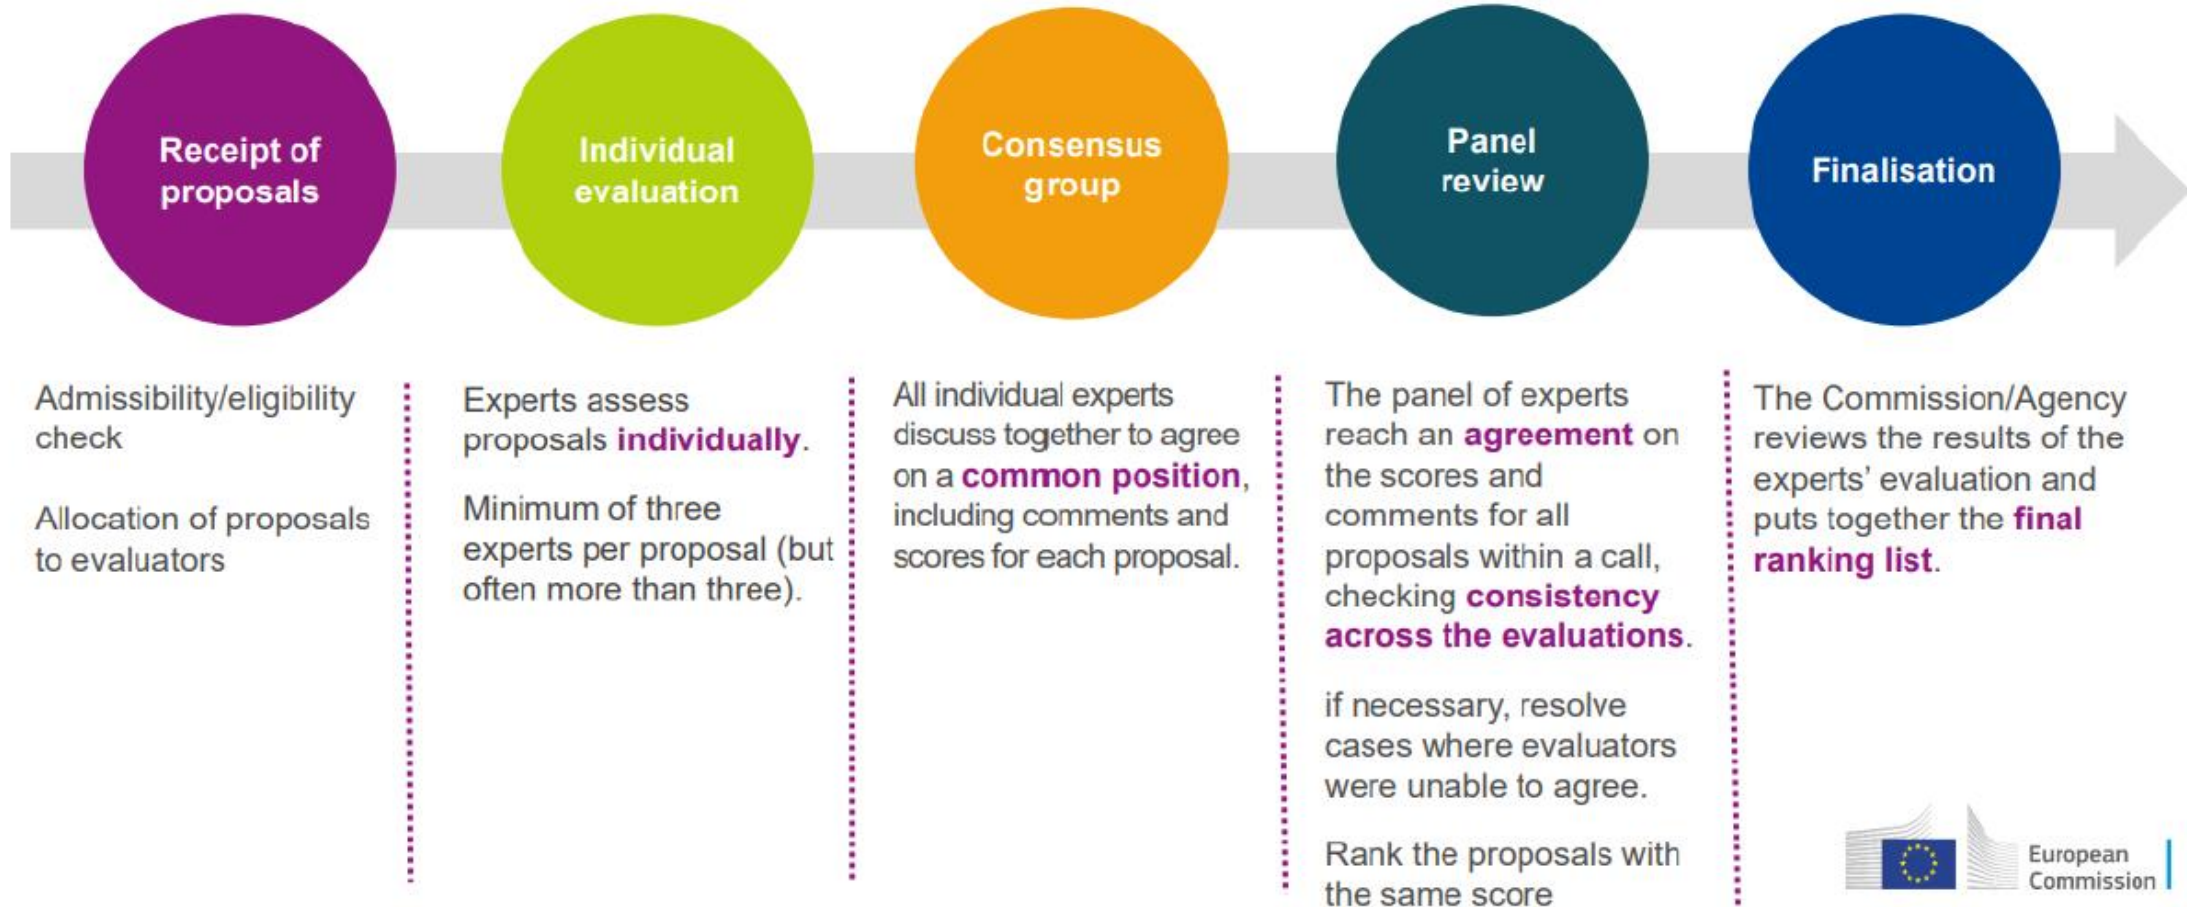 Receipt of
proposals
Individual
evaluation
Consensus
group
Panel
review
Finalisation
Admissibility/eligibility
check
Allocation of proposals
to evaluators
Experts assess
proposals individually.
Minimum of three
experts per proposal (but
often more than three).
All individual experts
discuss together to agree
on a common position,
including comments and
scores for each proposal.
The panel of experts
reach an agreement on
the scores and
comments for all
proposals within a call,
checking consistency
across the evaluations.
if necessary, resolve
cases where evaluators
were unable to agree.
Rank the proposals with
the same score
The Commission/Agency
reviews the results of the
experts’ evaluation and
puts together the final
ranking list.
European
Commission